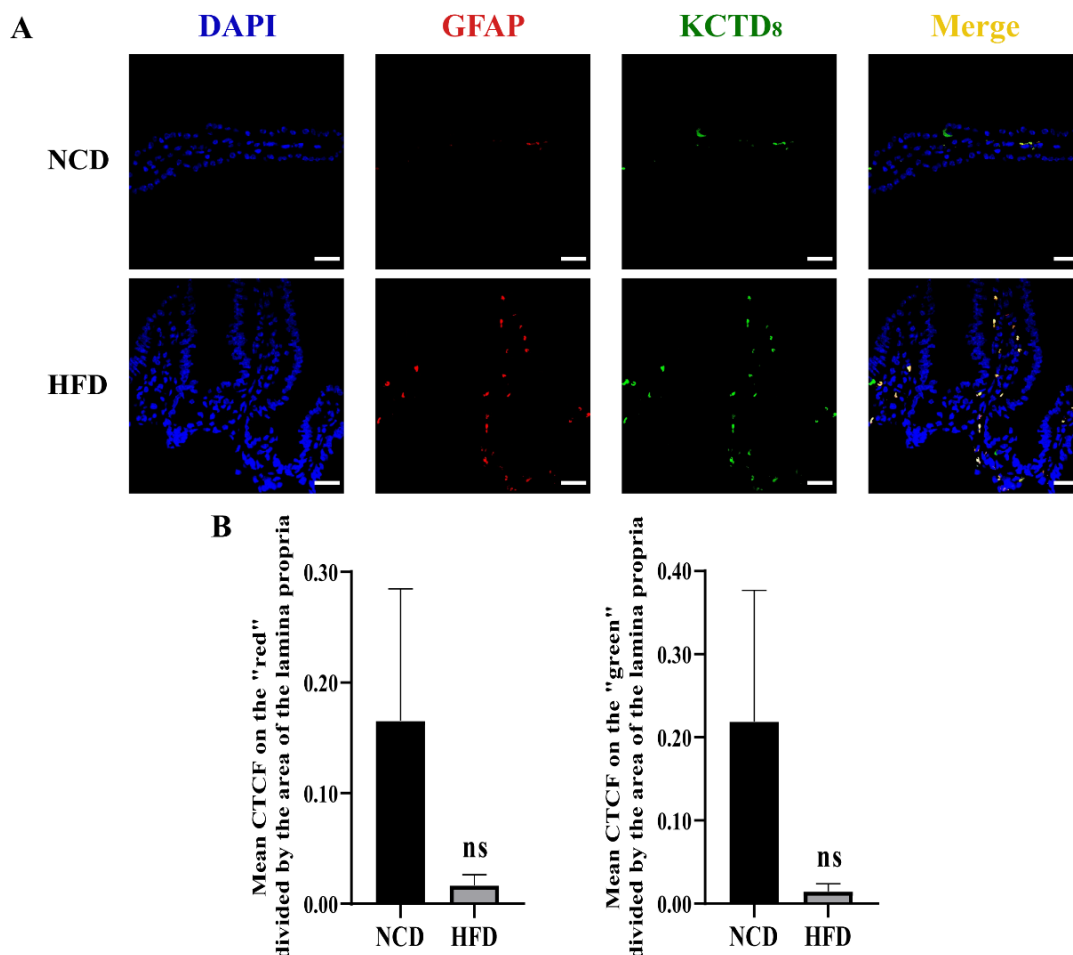 A
DAPI GFAP KCTD8 Merge
NCD
HFD
B
Mean CTCF on the "red"
divided by the area of the lamina propria
0.30
0.20
0.10
0.00
ns
NCD HFD
Mean CTCF on the "green"
divided by the area of the lamina propria
0.40
0.30
0.20
0.10
0.00
ns
NCD HFD